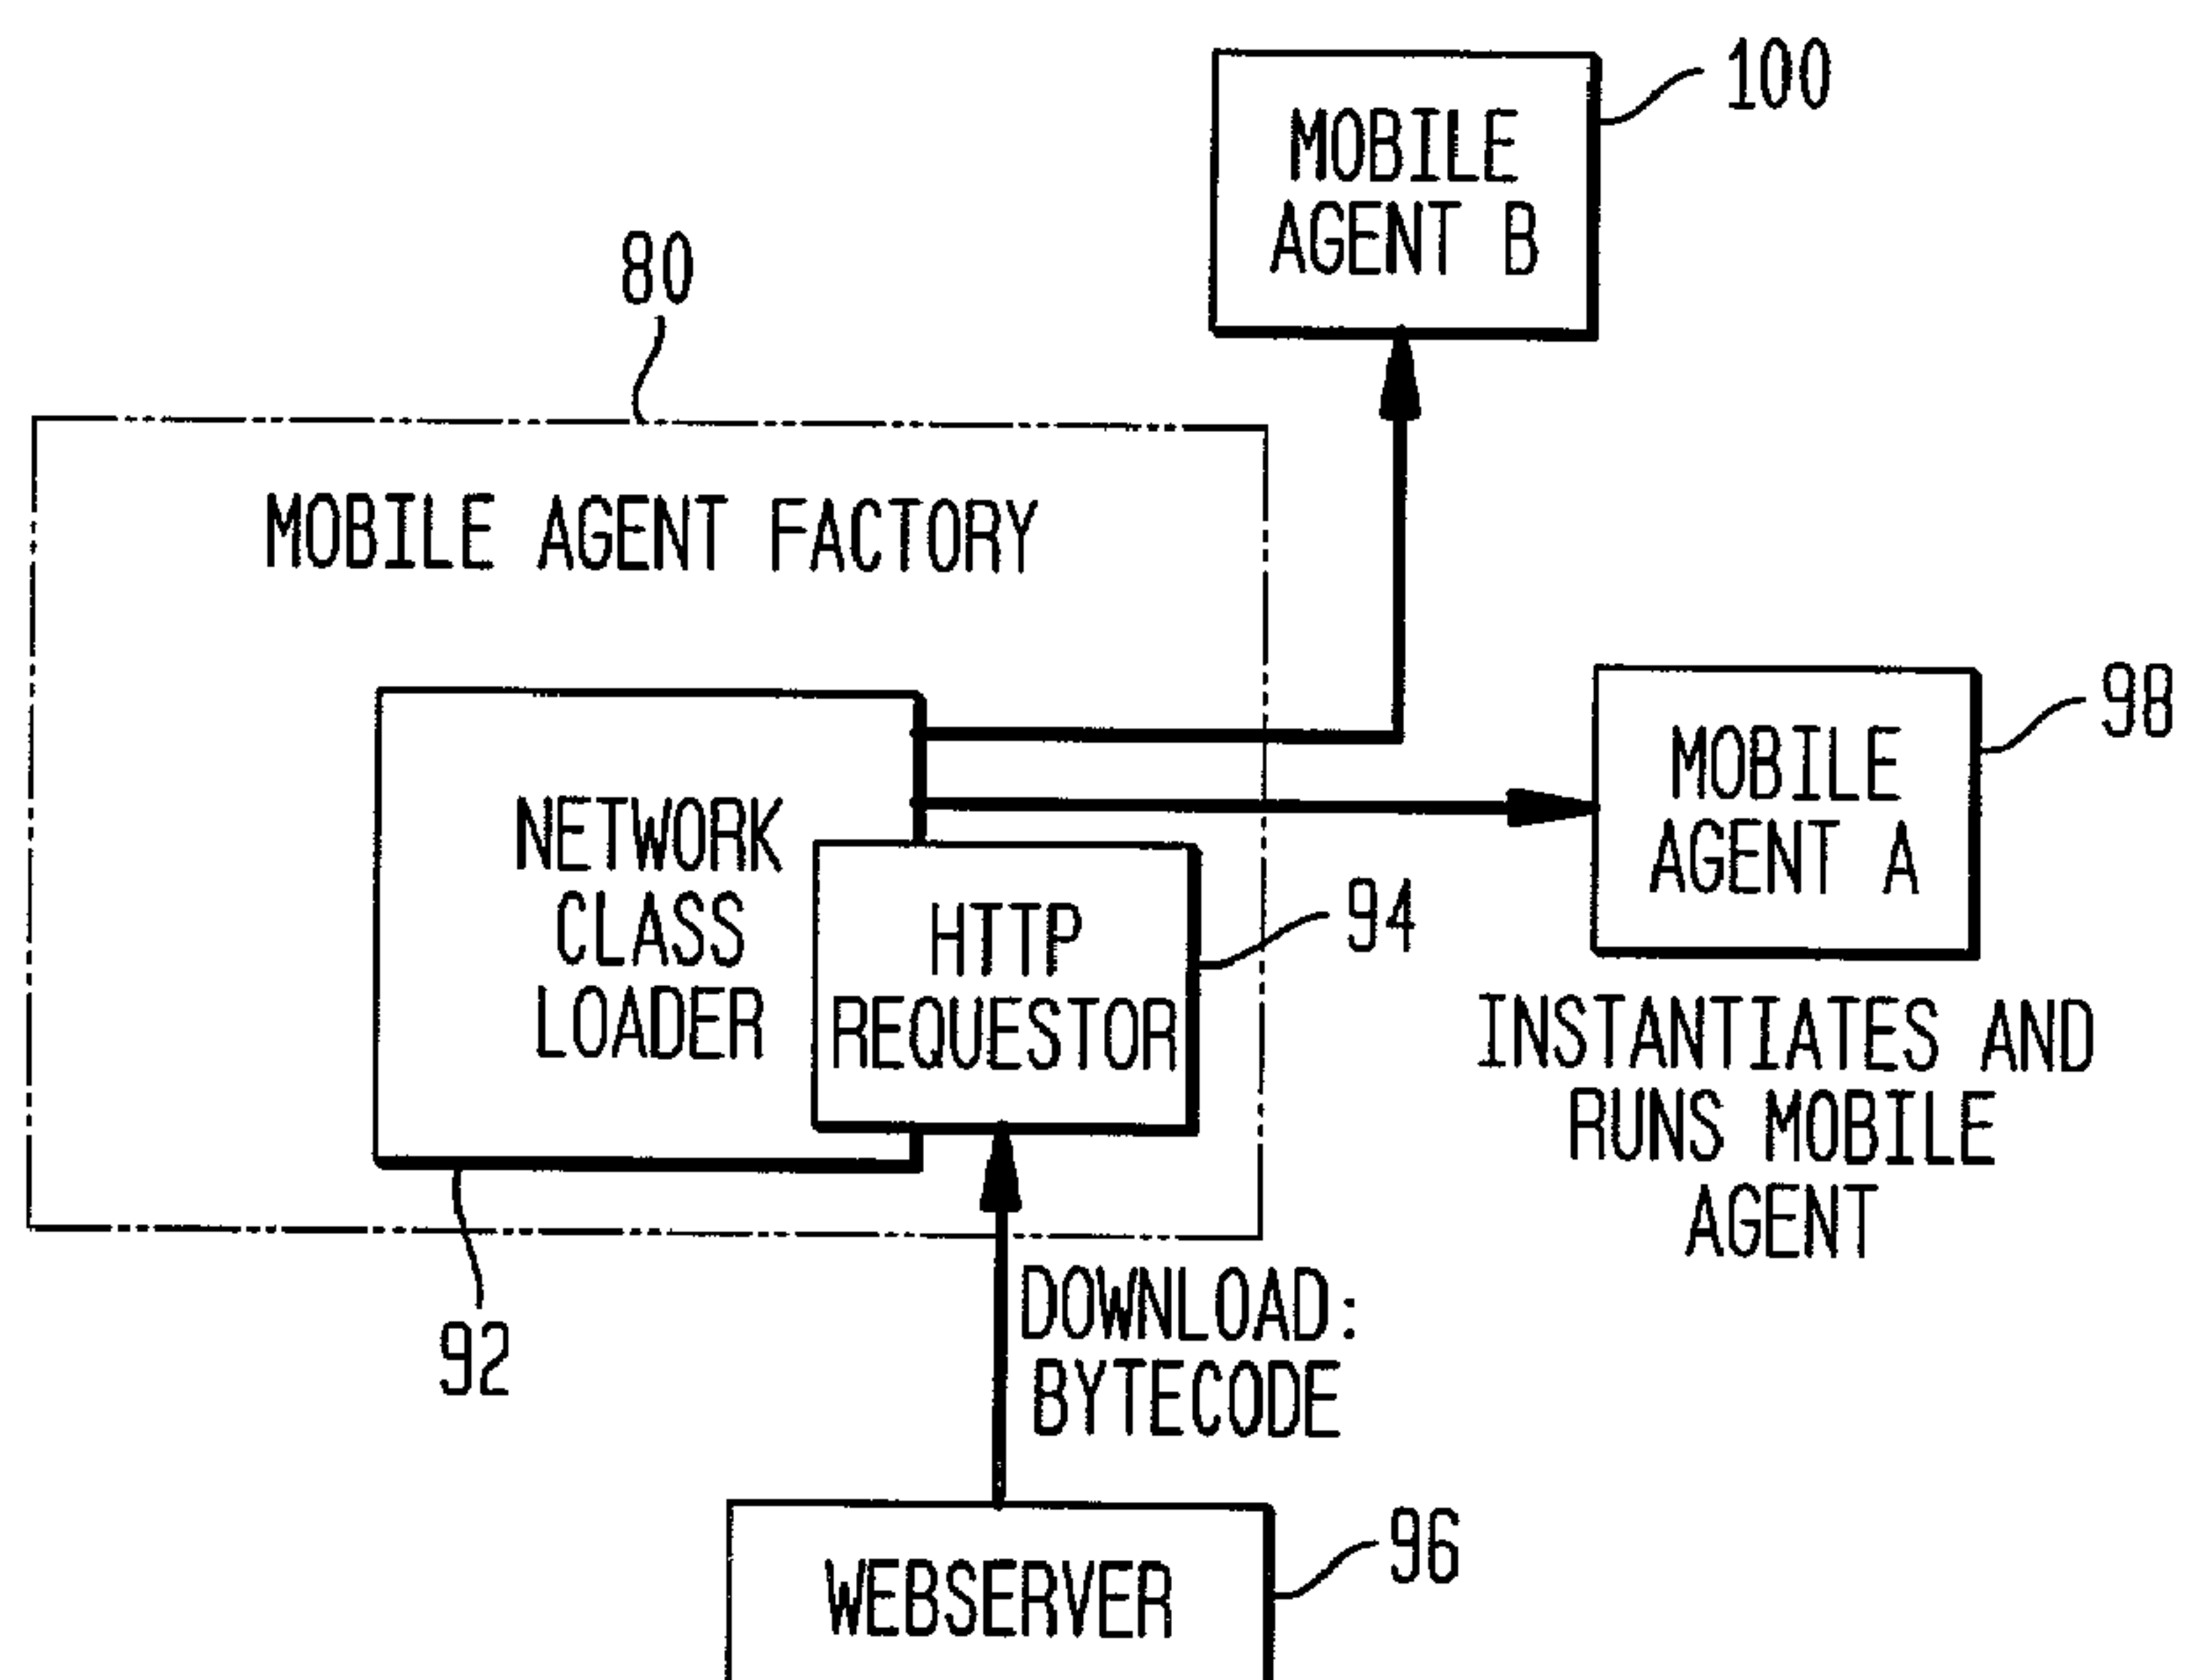 100
MOBILE
AGENT B
80
MOBILE AGENT FACTORY
98
MOBILE
AGENT A
NETWORK
CLASS
LOADER
94
HTTP
REQUESTOR
INSTANTIATES AND
RUNS MOBILE
AGENT
92
DOWNLOAD:
BYTECODE
96
WEBSERVER